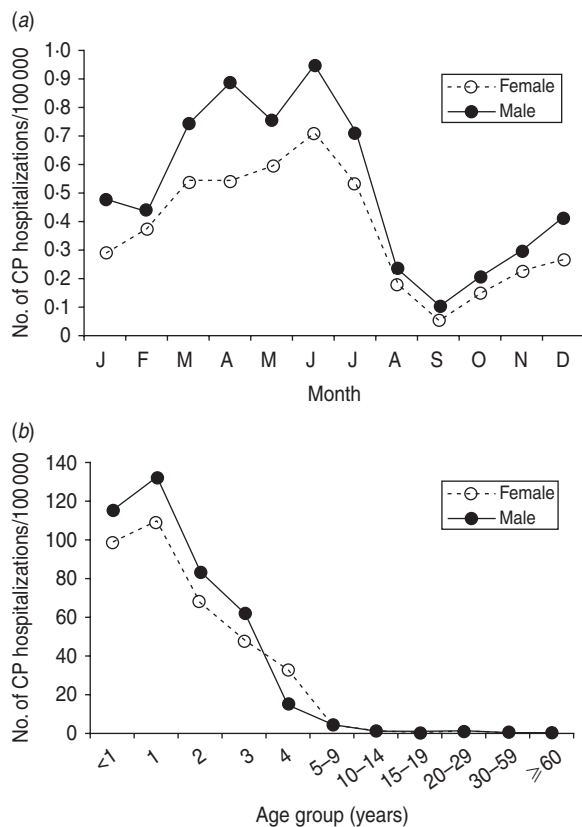 (a)
No. of CP hospitalizations/100 000
1·0
0·9
0·8
0·7
0·6
0·5
0·4
0·3
0·2
0·1
0
J F M A M J J A S O N D
Month
Female
Male
(b)
No. of CP hospitalizations/100 000
140
120
100
80
60
40
20
0
<1 1 2 3 4 5–9 10–14 15–19 20–29 30–59 ⩾60
Age group (years)
Female
Male